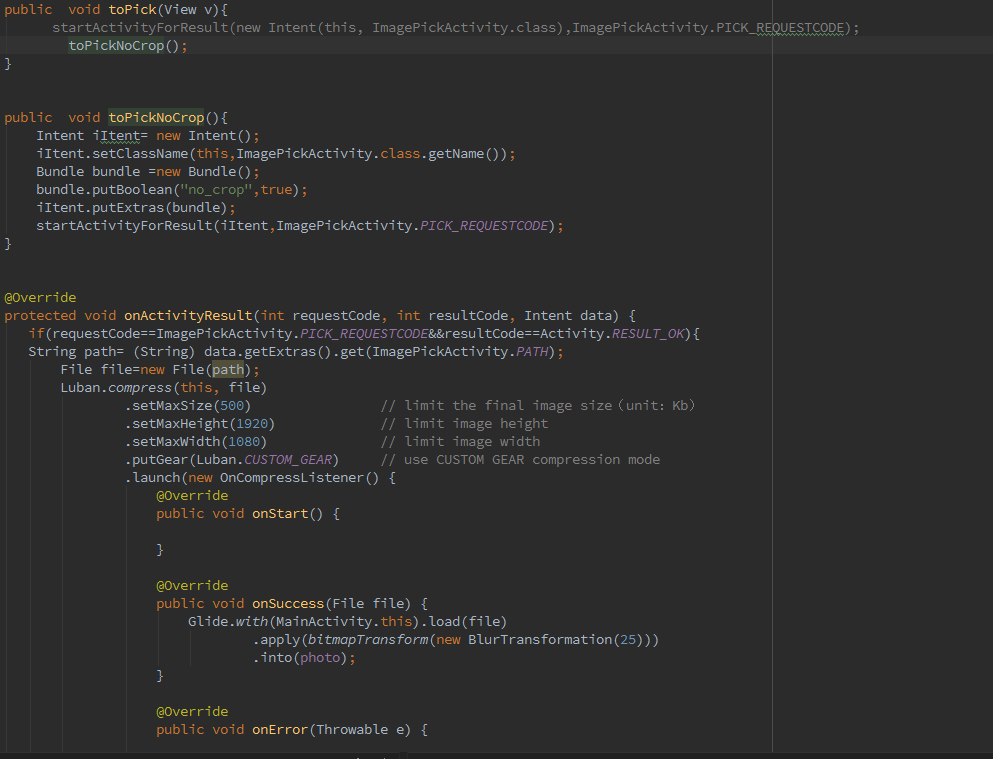 public  void toPick(View v){
startActivityForResult(new Intent(this, ImagePickActivity.class),ImagePickActivity.PICK_REQUESTCODE);
toPickNoCrop();
}
public  void toPickNoCrop(){
Intent iItent= new Intent();
iItent.setClassName(this,ImagePickActivity.class.getName());
Bundle bundle =new Bundle();
bundle.putBoolean("no_crop",true);
iItent.putExtras(bundle);
startActivityForResult(iItent,ImagePickActivity.PICK_REQUESTCODE);
}
@Override
protected void onActivityResult(int requestCode, int resultCode, Intent data) {
if(requestCode==ImagePickActivity.PICK_REQUESTCODE&&resultCode==Activity.RESULT_OK){
String path= (String) data.getExtras().get(ImagePickActivity.PATH);
File file=new File(path);
Luban.compress(this, file)
.setMaxSize(500)                // limit the final image size（unit：Kb）
.setMaxHeight(1920)             // limit image height
.setMaxWidth(1080)              // limit image width
.putGear(Luban.CUSTOM_GEAR)     // use CUSTOM GEAR compression mode
.launch(new OnCompressListener() {
@Override
public void onStart() {
}
@Override
public void onSuccess(File file) {
Glide.with(MainActivity.this).load(file)
.apply(bitmapTransform(new BlurTransformation(25)))
.into(photo);
}
@Override
public void onError(Throwable e) {